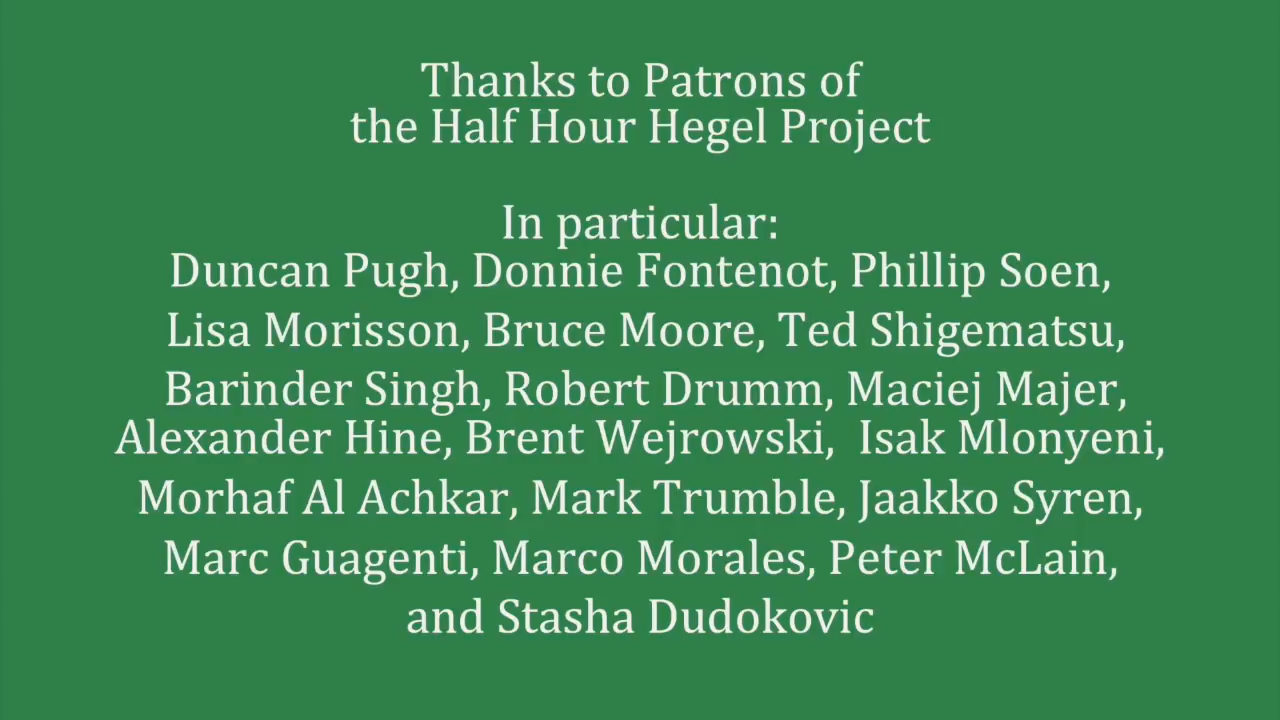 Thanks to Patrons of
the Half Hour Hegel Project
In particular:
Duncan Pugh, Donnie Fontenot, Phillip Soen,
Lisa Morisson, Bruce Moore, Ted Shigematsu,
Barinder Singh, Robert Drumm, Maciej Majer,
Alexander Hine, Brent Wejrowski,  Isak Mlonyeni,
Morhaf Al Achkar, Mark Trumble, Jaakko Syren,
Marc Guagenti, Marco Morales, Peter McLain,
and Stasha Dudokovic